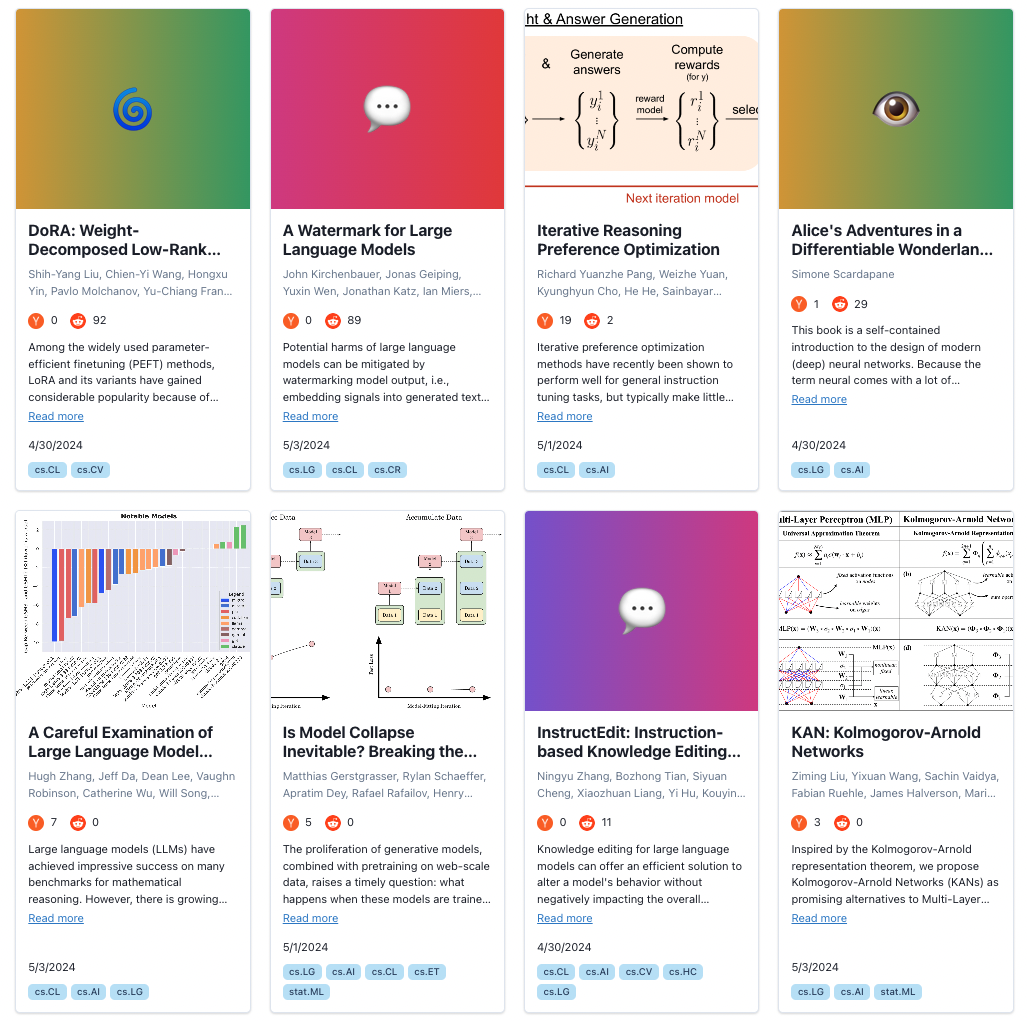 DoRA: Weight-
Decomposed Low-Rank...
Shih-Yang Liu, Chien-Yi Wang, Hongxu
Yin, Pavlo Molchanov, Yu-Chiang Fran...
0 92
Among the widely used parameter-
efficient finetuning (PEFT) methods,
LoRA and its variants have gained
considerable popularity because of...
Read more
4/30/2024
cs.CL cs.CV
A Watermark for Large
Language Models
John Kirchenbauer, Jonas Geiping,
Yuxin Wen, Jonathan Katz, Ian Miers,...
0 89
Potential harms of large language
models can be mitigated by
watermarking model output, i.e.,
embedding signals into generated text...
Read more
5/3/2024
cs.LG cs.CL cs.CR
ht & Answer Generation
& Generate answers
Compute rewards
(for y)
reward model
selec
Next iteration model
Iterative Reasoning
Preference Optimization
Richard Yuanzhe Pang, Weizhe Yuan,
Kyunghyun Cho, He He, Sainbayar...
19 2
Iterative preference optimization
methods have recently been shown to
perform well for general instruction
tuning tasks, but typically make little...
Read more
5/1/2024
cs.CL cs.AI
Alice's Adventures in a
Differentiable Wonderlan...
Simone Scardapane
1 29
This book is a self-contained
introduction to the design of modern
(deep) neural networks. Because the
term neural comes with a lot of...
Read more
4/30/2024
cs.LG cs.AI
Notable Models
Legend
Model
A Careful Examination of
Large Language Model...
Hugh Zhang, Jeff Da, Dean Lee, Vaughn
Robinson, Catherine Wu, Will Song,...
7 0
Large language models (LLMs) have
achieved impressive success on many
benchmarks for mathematical
reasoning. However, there is growing...
Read more
5/3/2024
cs.CL cs.AI cs.LG
Accumulate Data
Model-Fitting Iteration
Is Model Collapse
Inevitable? Breaking the...
Matthias Gerstgrasser, Rylan Schaeffer,
Apratim Dey, Rafael Rafailov, Henry...
5 0
The proliferation of generative models,
combined with pretraining on web-scale
data, raises a timely question: what
happens when these models are traine...
Read more
5/1/2024
cs.LG cs.AI cs.CL cs.ET
stat.ML
InstructEdit: Instruction-
based Knowledge Editing...
Ningyu Zhang, Bozhong Tian, Siyuan
Cheng, Xiaozhuan Liang, Yi Hu, Kouyin...
0 11
Knowledge editing for large language
models can offer an efficient solution to
alter a model's behavior without
negatively impacting the overall...
Read more
4/30/2024
cs.CL cs.AI cs.CV cs.HC
cs.LG
ulti-Layer Perceptron (MLP) Kolmogorov-Arnold Networ
Universal Approximation Theorem Kolmogorov-Arnold Representation
fixed activation functions
on nodes
learnable weights
on edges
MLP(x)
KAN: Kolmogorov-Arnold
Networks
Ziming Liu, Yixuan Wang, Sachin Vaidya,
Fabian Ruehle, James Halverson, Mari...
3 0
Inspired by the Kolmogorov-Arnold
representation theorem, we propose
Kolmogorov-Arnold Networks (KANs) as
promising alternatives to Multi-Layer...
Read more
5/3/2024
cs.LG cs.AI stat.ML